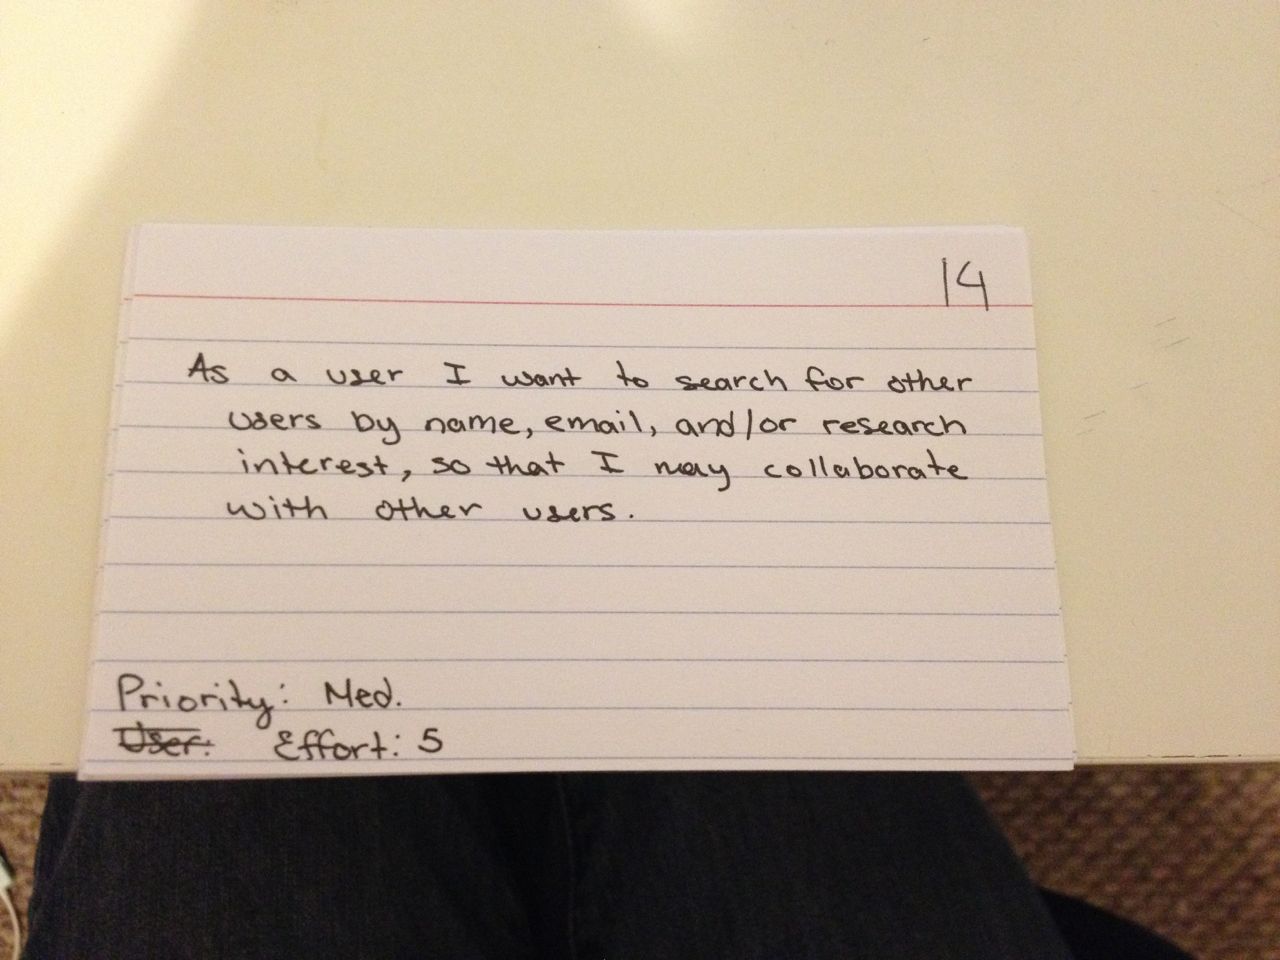 14
As a user I want to search for other
users by name, email, and/or research
interest, so that I may collaborate
with other users.
Priority: Med.
User: Effort: 5